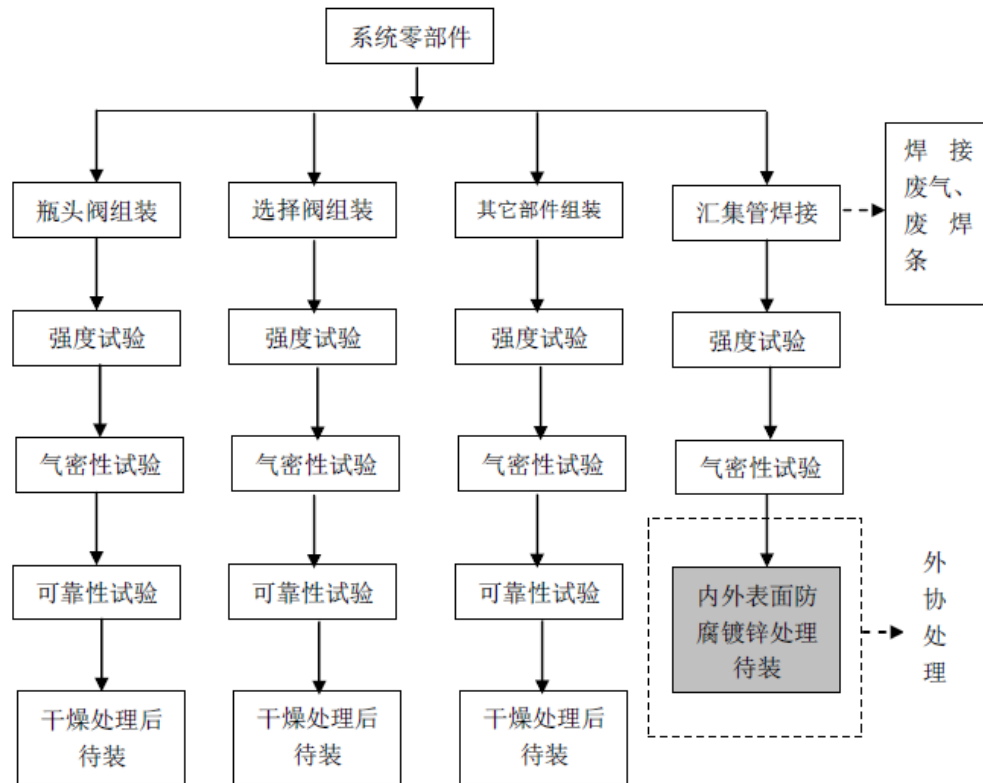 系统零部件
瓶头阀组装
选择阀组装
其它部件组装
汇集管焊接
焊接
废气、
废焊
条
强度试验
强度试验
强度试验
强度试验
气密性试验
气密性试验
气密性试验
气密性试验
可靠性试验
可靠性试验
可靠性试验
内外表面防
腐镀锌处理
待装
外
协
处
理
干燥处理后
待装
干燥处理后
待装
干燥处理后
待装